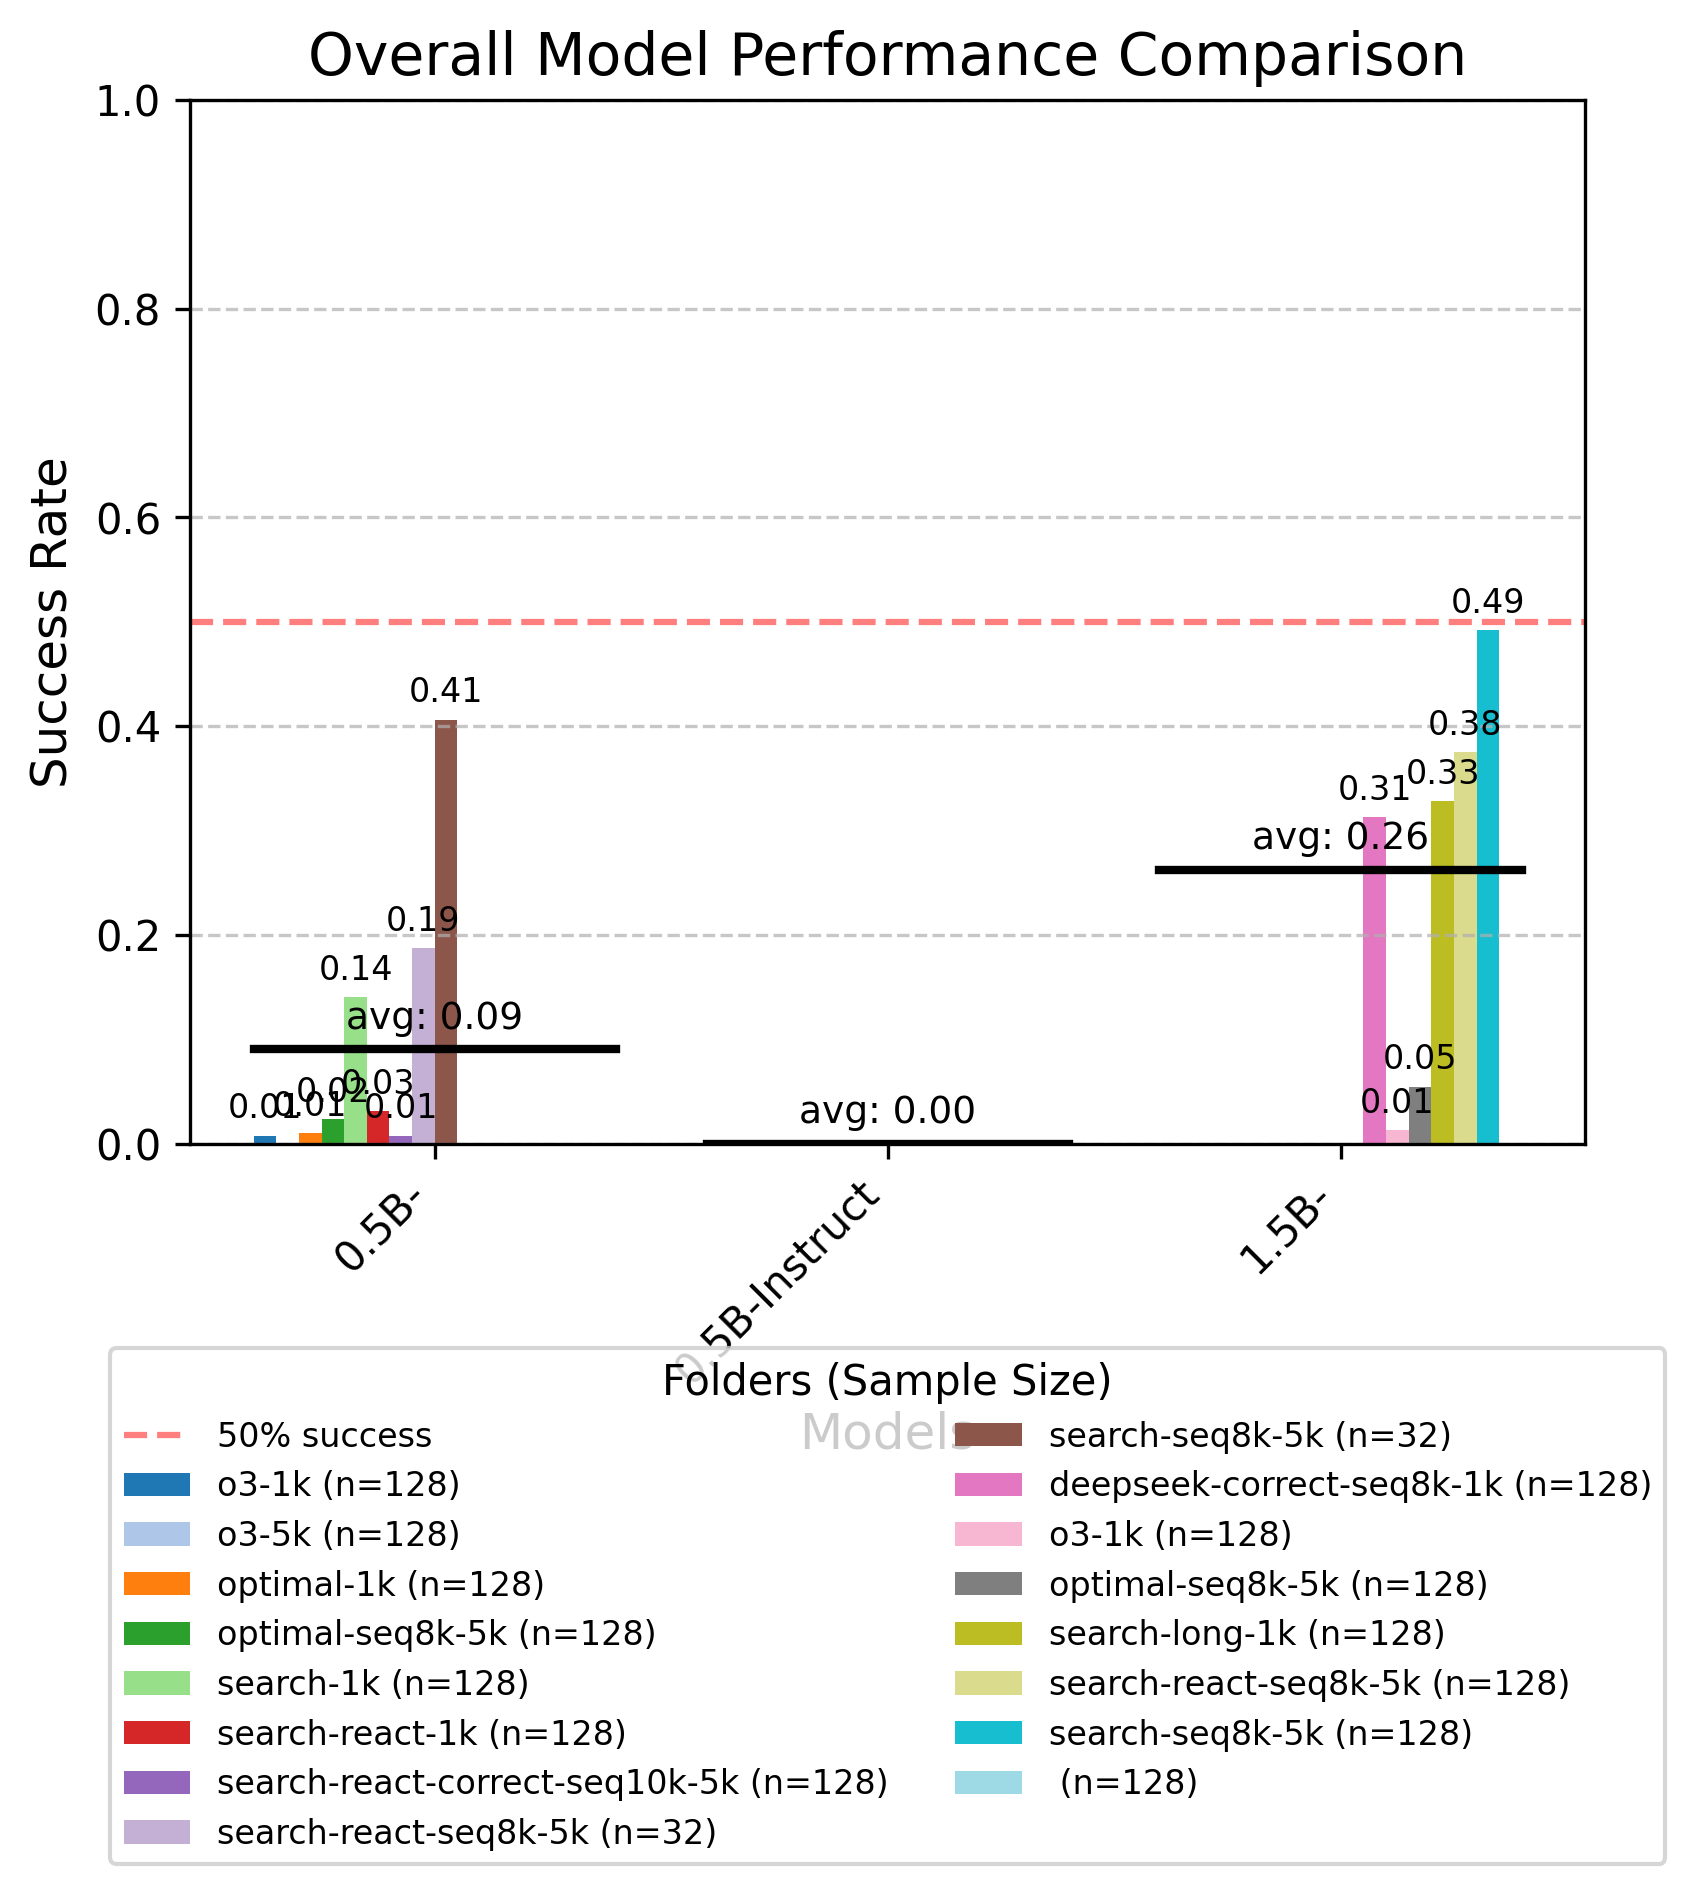 Overall Model Performance Comparison
Success Rate
1.0
0.8
0.6
0.4
0.2
0.0
0.01
0.01
0.02
0.14
0.03
0.01
0.19
0.41
avg: 0.09
avg: 0.00
0.31
0.01
0.05
0.33
0.38
0.49
avg: 0.26
0.5B-
0.5B-Instruct
1.5B-
Models
Folders (Sample Size)
50% success
o3-1k (n=128)
o3-5k (n=128)
optimal-1k (n=128)
optimal-seq8k-5k (n=128)
search-1k (n=128)
search-react-1k (n=128)
search-react-correct-seq10k-5k (n=128)
search-react-seq8k-5k (n=32)
search-seq8k-5k (n=32)
deepseek-correct-seq8k-1k (n=128)
o3-1k (n=128)
optimal-seq8k-5k (n=128)
search-long-1k (n=128)
search-react-seq8k-5k (n=128)
search-seq8k-5k (n=128)
(n=128)